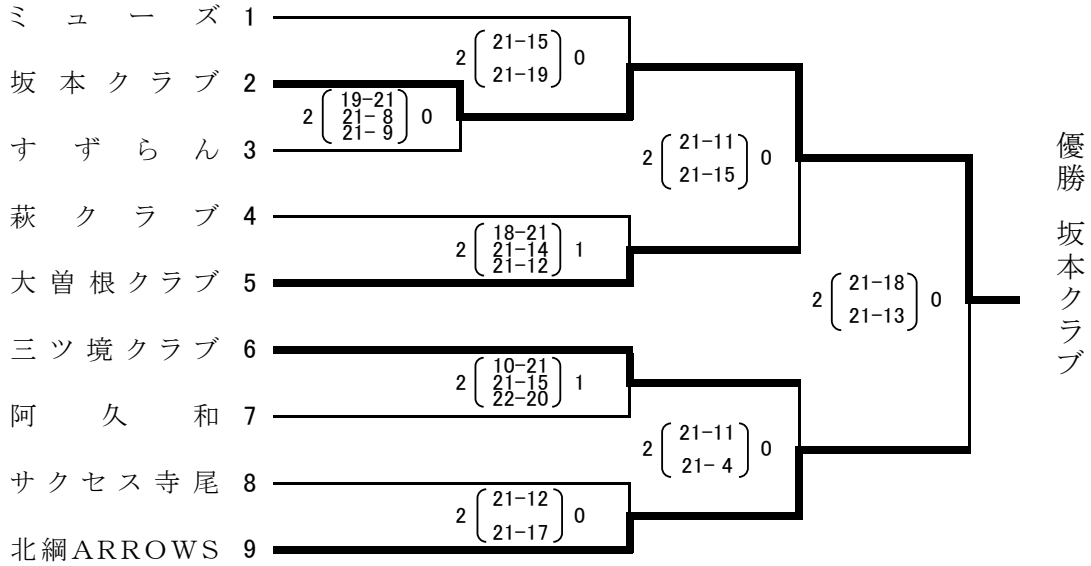 ミューズ 1
2 21-15 0
21-19
坂本クラブ 2
2 19-21 0
21- 8
21- 9
すずらん 3
2 21-11 0
21-15
萩クラブ 4
2 18-21 1
21-14
21-12
大曽根クラブ 5
2 21-18 0
21-13
三ツ境クラブ 6
2 10-21 1
21-15
22-20
阿久和 7
2 21-11 0
21- 4
サクセス寺尾 8
2 21-12 0
21-17
北綱ARROWS 9
優勝 坂本クラブ